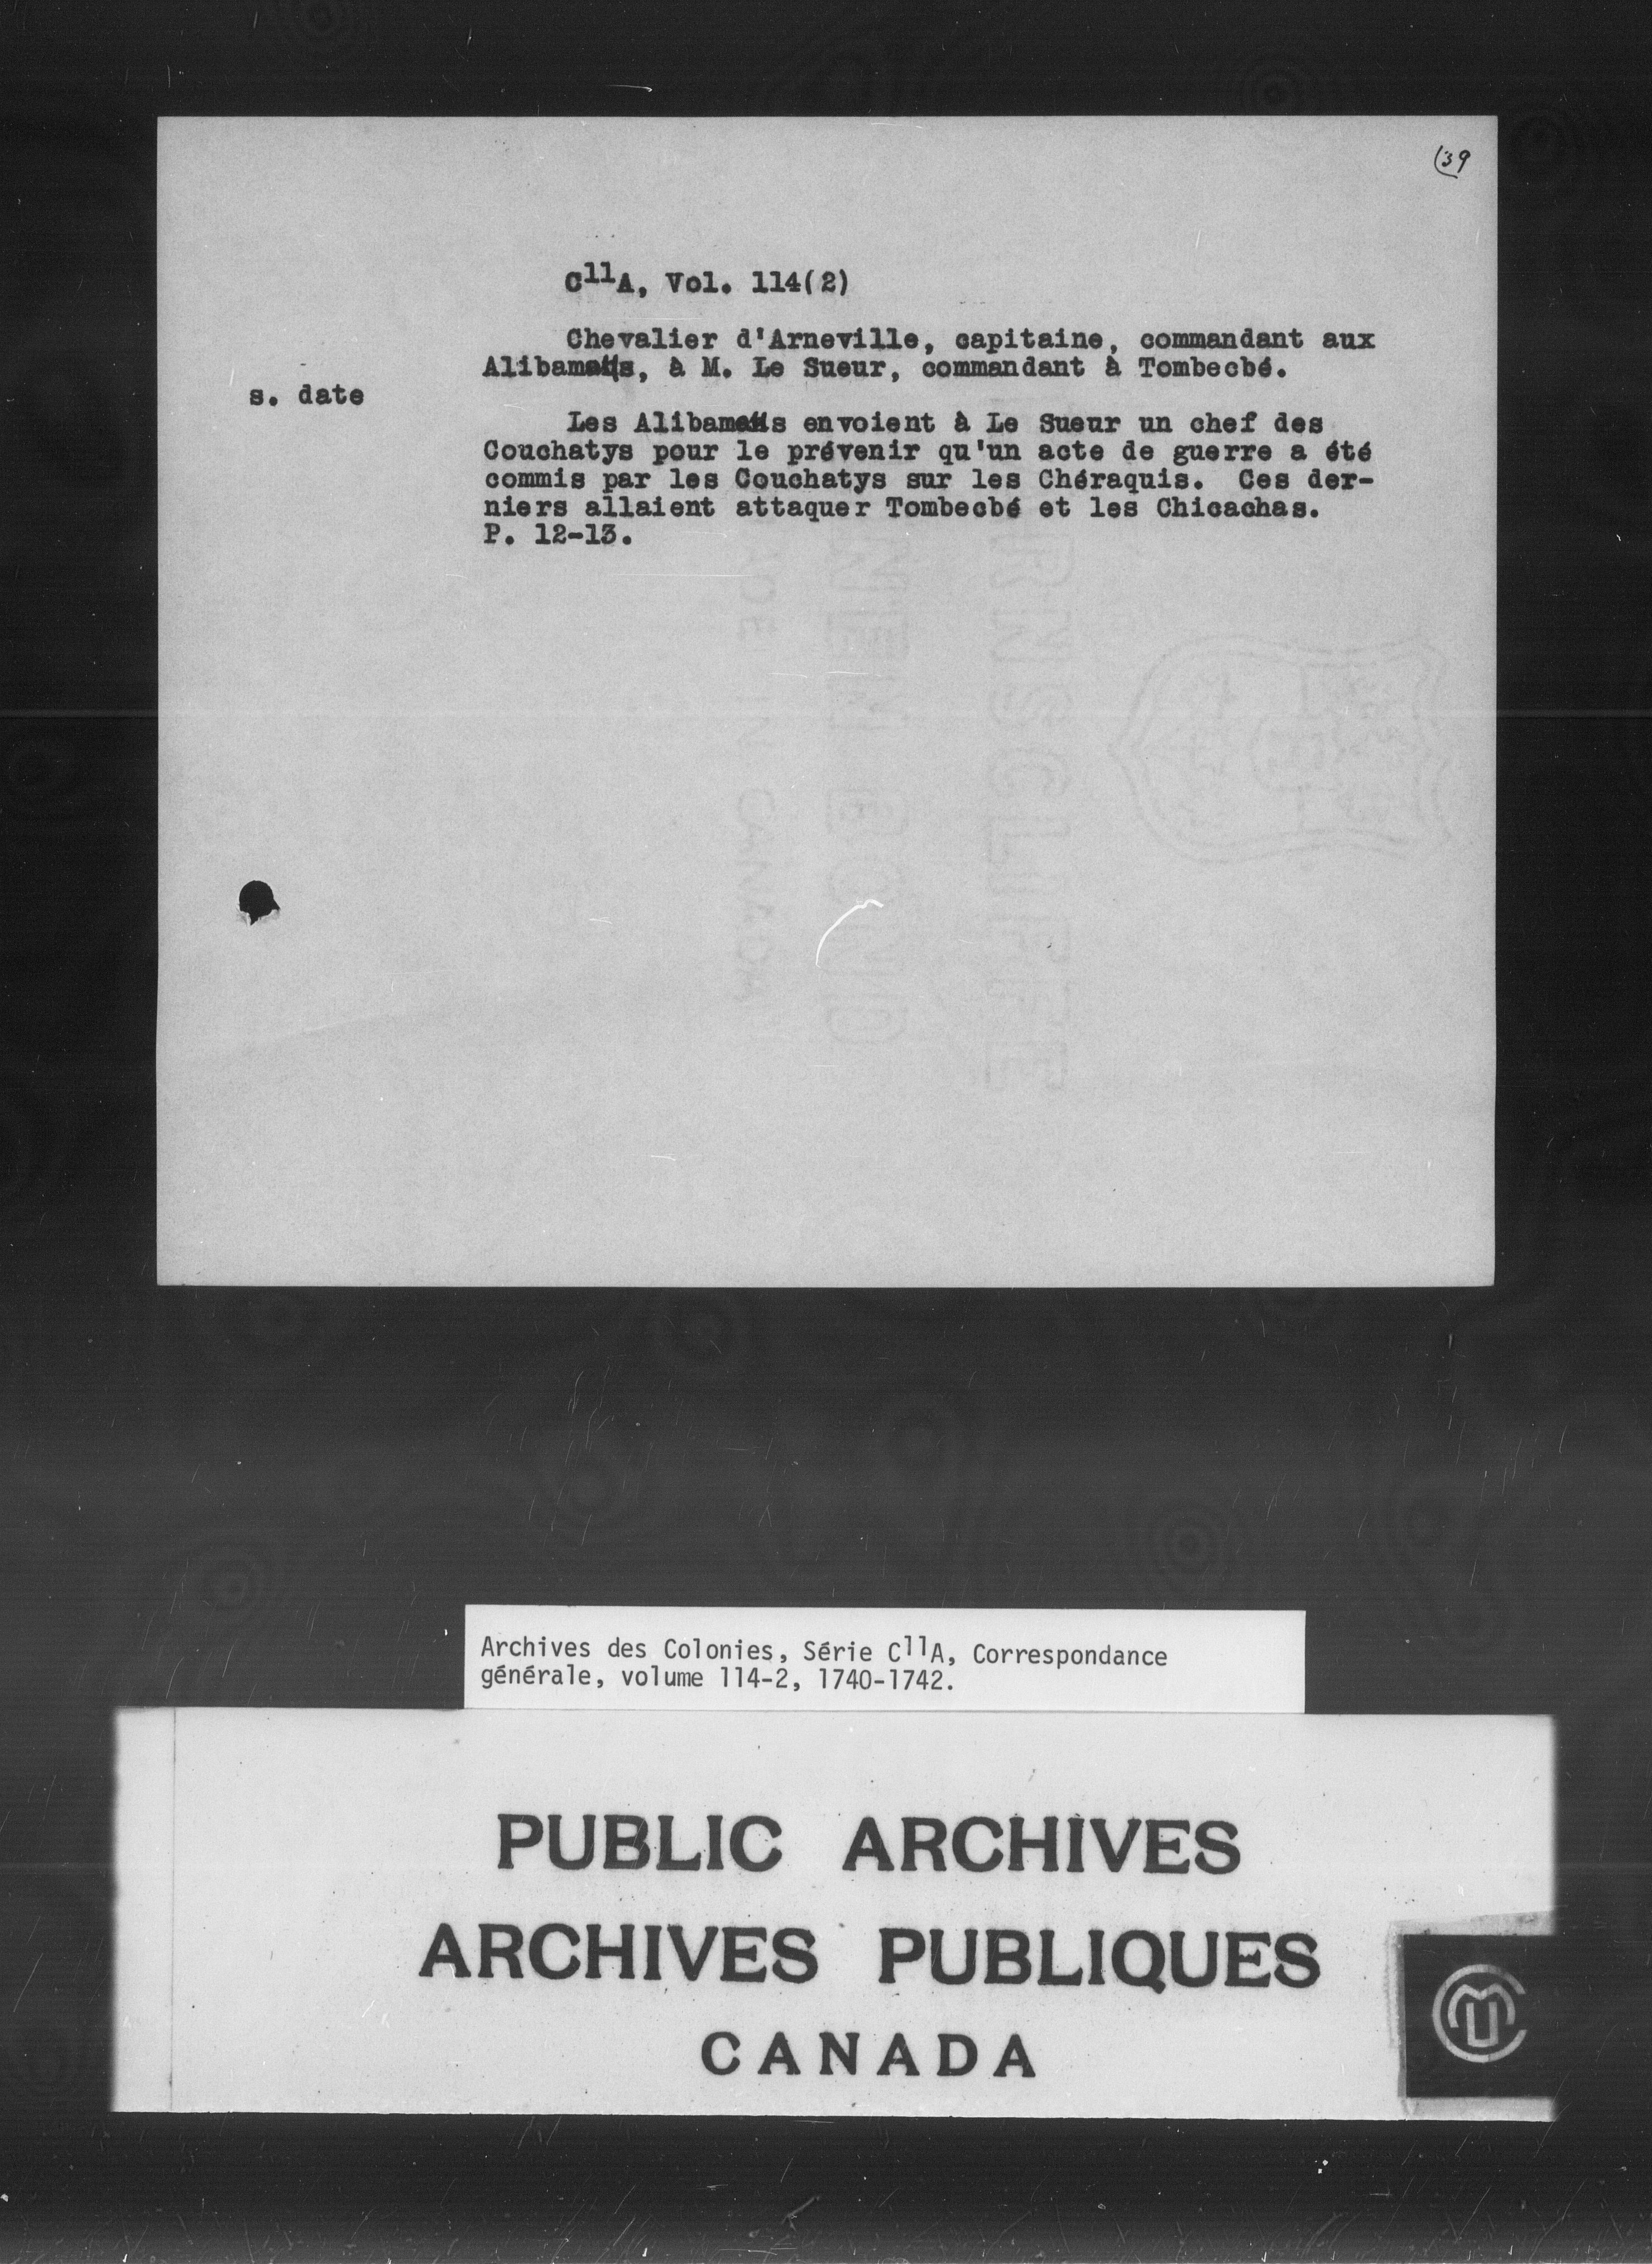 (39
C11A, Vol. 114(2)
Chevalier d'Arneville, capitaine, commandant aux
à M. Le Sueur, commandant à Tombecbé.
s. date
Les envoient à Le Sueur un chef des
Couchatys pour le prévenir qu'un acte de guerre a été
commis par les Couchatys sur les Chéraquis. Ces der-
niers allaient attaquer Tombecbé et les Chicachas.
P. 12-13.
Archives des Colonies, Série C11A, Correspondance
générale, volume 114-2, 1740-1742.
PUBLIC ARCHIVES
ARCHIVES PUBLIQUES
CANADA